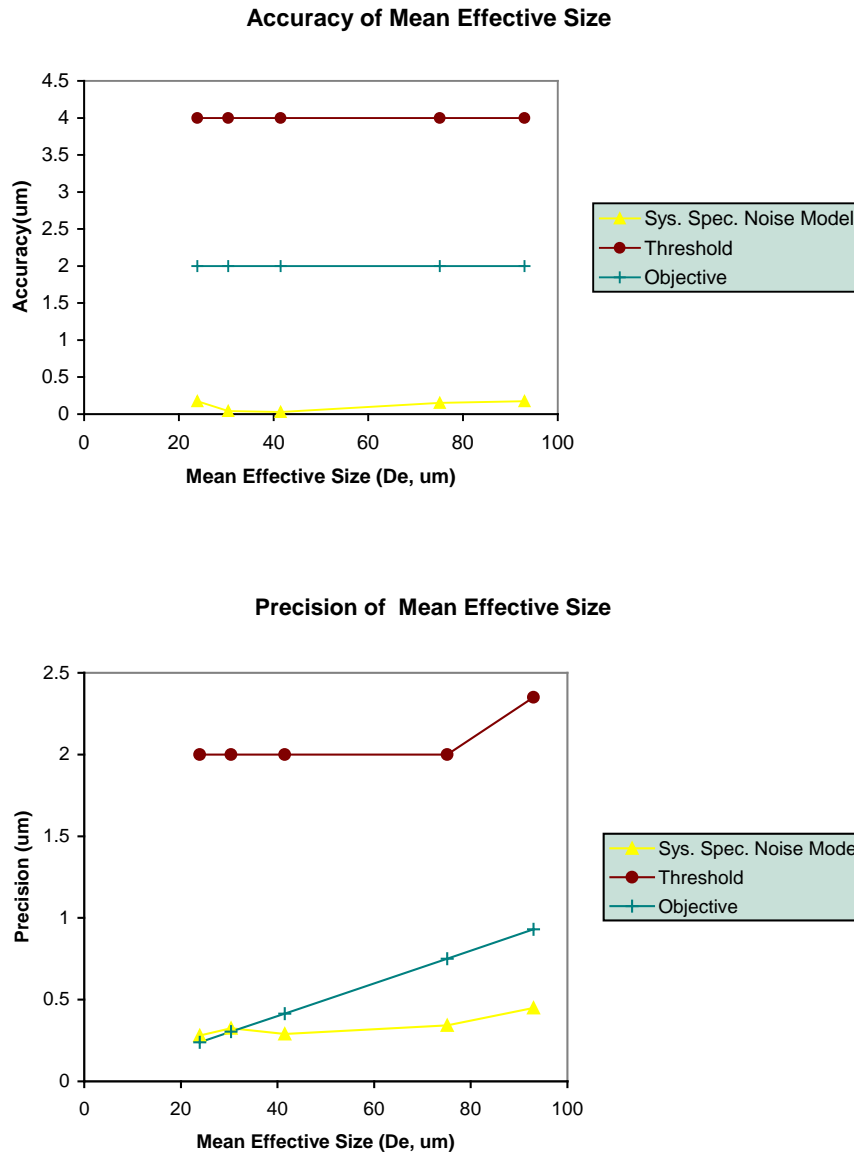 Accuracy of Mean Effective Size
4.5
4
3.5
3
2.5
2
1.5
1
0.5
0
0 20 40 60 80 100
Accuracy(um)
Mean Effective Size (De, um)
Sys. Spec. Noise Model
Threshold
Objective
Precision of Mean Effective Size
2.5
2
1.5
1
0.5
0
0 20 40 60 80 100
Precision (um)
Mean Effective Size (De, um)
Sys. Spec. Noise Mode
Threshold
Objective